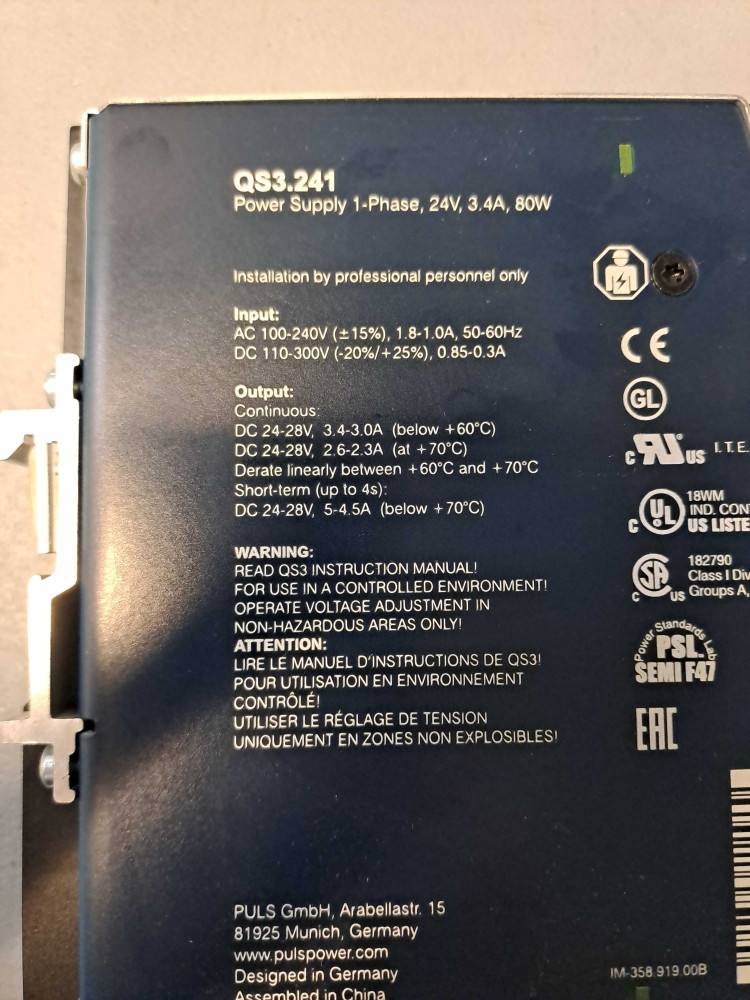 QS3.241
Power Supply 1-Phase, 24V, 3.4A, 80W
Installation by professional personnel only
Input:
AC 100-240V (±15%), 1.8-1.0A, 50-60Hz
DC 110-300V (-20%/+25%), 0.85-0.3A
Output:
Continuous:
DC 24-28V, 3.4-3.0A (below +60°C)
DC 24-28V, 2.6-2.3A (at +70°C)
Derate linearly between +60°C and +70°C
Short-term (up to 4s):
DC 24-28V, 5-4.5A (below +70°C)
WARNING:
READ QS3 INSTRUCTION MANUAL!
FOR USE IN A CONTROLLED ENVIRONMENT!
OPERATE VOLTAGE ADJUSTMENT IN
NON-HAZARDOUS AREAS ONLY!
ATTENTION:
LIRE LE MANUEL D'INSTRUCTIONS DE QS3!
POUR UTILISATION EN ENVIRONNEMENT
CONTRÔLÉ!
UTILISER LE RÉGLAGE DE TENSION
UNIQUEMENT EN ZONES NON EXPLOSIBLES!
PULS GmbH, Arabellastr. 15
81925 Munich, Germany
www.pulspower.com
Designed in Germany
Assembled in China
CE
GL
c RU US I.T.E.
c UL 18WM
IND. CON
US LISTE
c SA US 182790
Class I Div
Groups A,
Power Standards Lab
PSL.
SEMI F47
EAC
IM-358.919.00B